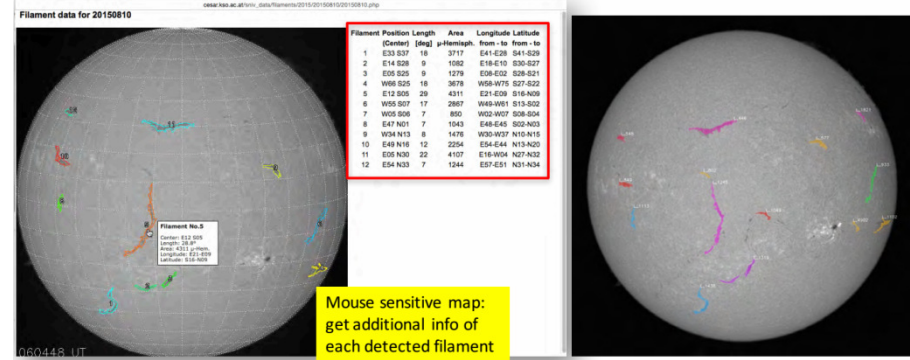 cesar.kso.ac.at/smiv_data/filaments/2015/20150810/20150810.php
Filament data for 20150810
Filament Position Length Area Longitude Latitude
(Center) [deg] µ-Hemisph. from - to from - to
1 E33 S37 18 3717 E41-E28 S41-S29
2 E14 S28 9 1082 E18-E10 S30-S27
3 E05 S25 9 1279 E08-E02 S28-S21
4 W66 S25 18 3678 W58-W75 S27-S22
5 E12 S05 29 4311 E21-E09 S16-N09
6 W55 S07 17 2867 W49-W61 S13-S02
7 W05 S06 7 850 W02-W07 S08-S04
8 E47 N01 7 1043 E48-E45 S02-N03
9 W34 N13 8 1476 W30-W37 N10-N15
10 E49 N16 12 2254 E54-E44 N13-N20
11 E05 N30 22 4107 E16-W04 N27-N32
12 E54 N33 7 1244 E57-E51 N31-N34
Filament No.5
Center: E12 S05
Length: 28.8°
Area: 4311 µ-Hem.
Longitude: E21-E09
Latitude: S16-N09
Mouse sensitive map:
get additional info of
each detected filament
060448 UT